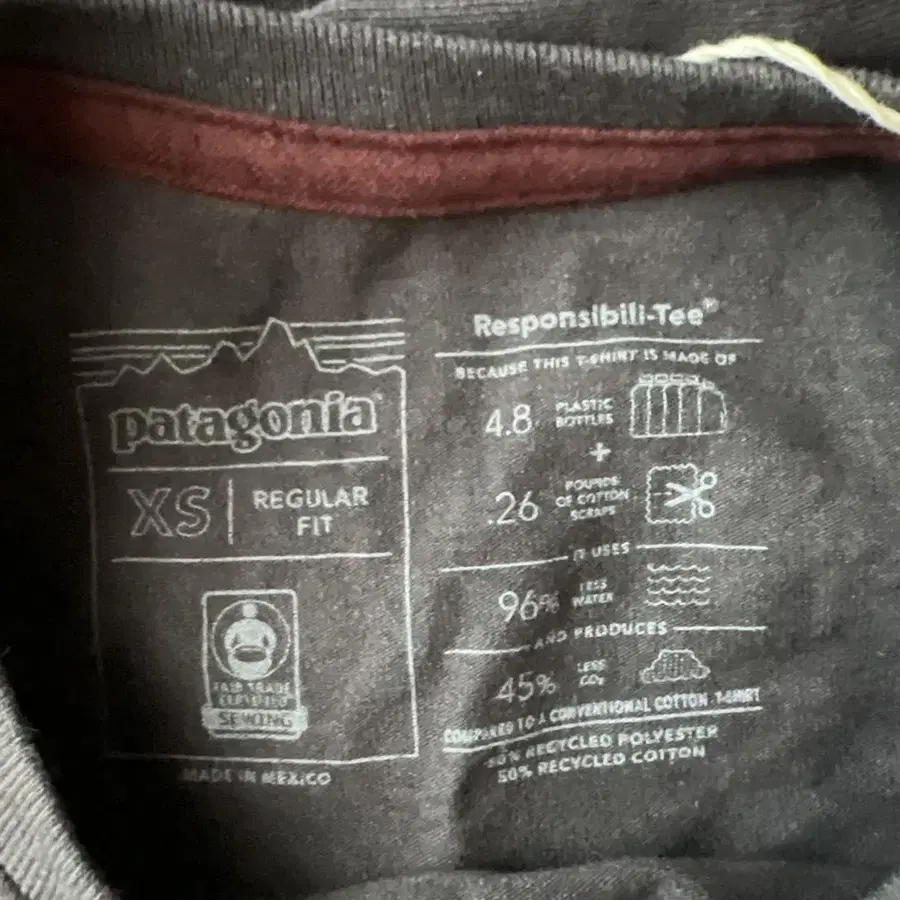 patagonia
XS
REGULAR
FIT
FAIR TRADE
CERTIFIED
SEWING
MADE IN MEXICO
Responsibili-Tee®
BECAUSE THIS T-SHIRT IS MADE OF
4.8 PLASTIC
BOTTLES
+
.26 POUNDS
OF COTTON
SCRAPS
IT USES
96% LESS
WATER
AND PRODUCES
45% LESS
CO₂
COMPARED TO A CONVENTIONAL COTTON T-SHIRT
50% RECYCLED POLYESTER
50% RECYCLED COTTON